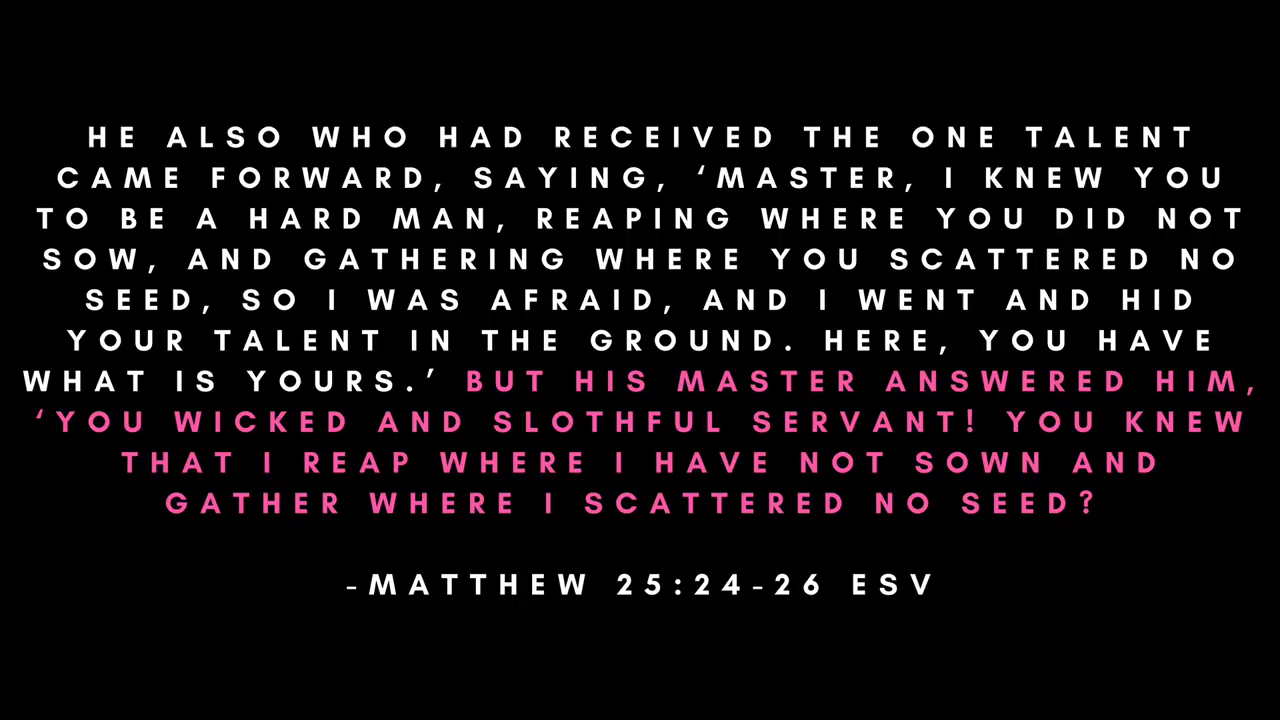 HE ALSO WHO HAD RECEIVED THE ONE TALENT
CAME FORWARD, SAYING, ‘MASTER, I KNEW YOU
TO BE A HARD MAN, REAPING WHERE YOU DID NOT
SOW, AND GATHERING WHERE YOU SCATTERED NO
SEED, SO I WAS AFRAID, AND I WENT AND HID
YOUR TALENT IN THE GROUND. HERE, YOU HAVE
WHAT IS YOURS.’ BUT HIS MASTER ANSWERED HIM,
‘YOU WICKED AND SLOTHFUL SERVANT! YOU KNEW
THAT I REAP WHERE I HAVE NOT SOWN AND
GATHER WHERE I SCATTERED NO SEED?
-MATTHEW 25:24-26 ESV